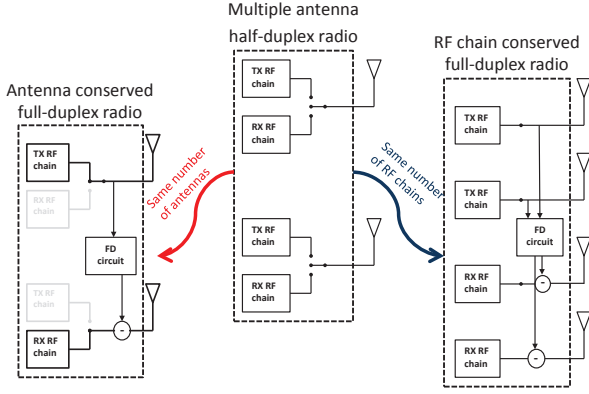 Multiple antenna
half-duplex radio
TX RF
chain
RX RF
chain
TX RF
chain
RX RF
chain
Antenna conserved
full-duplex radio
TX RF
chain
RX RF
chain
FD
circuit
TX RF
chain
RX RF
chain
-
Same number
of antennas
Same number
of RF chains
RF chain conserved
full-duplex radio
TX RF
chain
TX RF
chain
FD
circuit
RX RF
chain
-
RX RF
chain
-